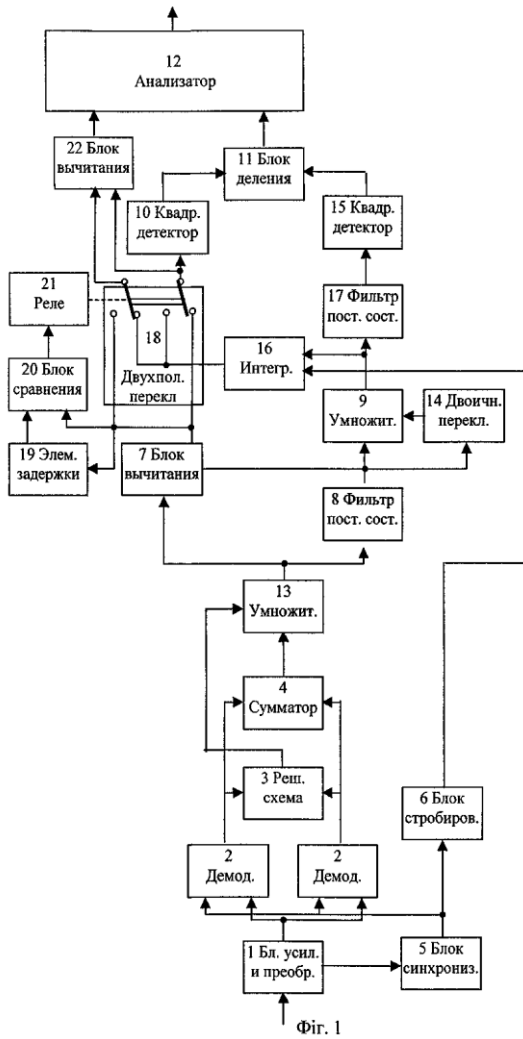 12
Анализатор
22 Блок
вычитания
11 Блок
деления
10 Квадр.
детектор
15 Квадр.
детектор
21
Реле
17 Фильтр
пост. сост.
18
Двухпол.
перекл
16
Интегр.
20 Блок
сравнения
9
Умножит.
14 Двоичн.
перекл.
19 Элем.
задержки
7 Блок
вычитания
8 Фильтр
пост. сост.
13
Умножит.
4
Сумматор
3 Реш.
схема
6 Блок
стробиров.
2
Демод.
2
Демод.
1 Бл. усил.
и преобр.
5 Блок
синхрониз.
Фіг. 1